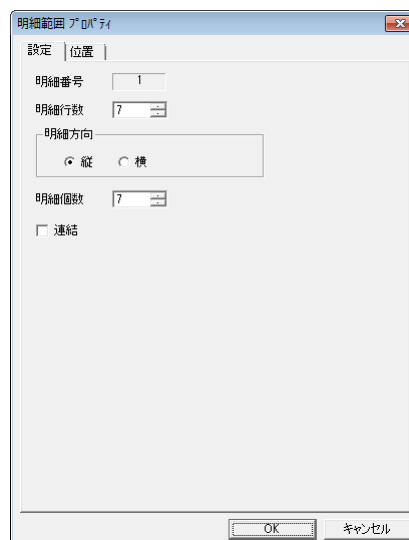 明細範囲 ﾌﾟﾛﾊﾟﾃｨ
設定 位置
明細番号 1
明細行数 7
明細方向
縦 横
明細個数 7
連結
OK キャンセル